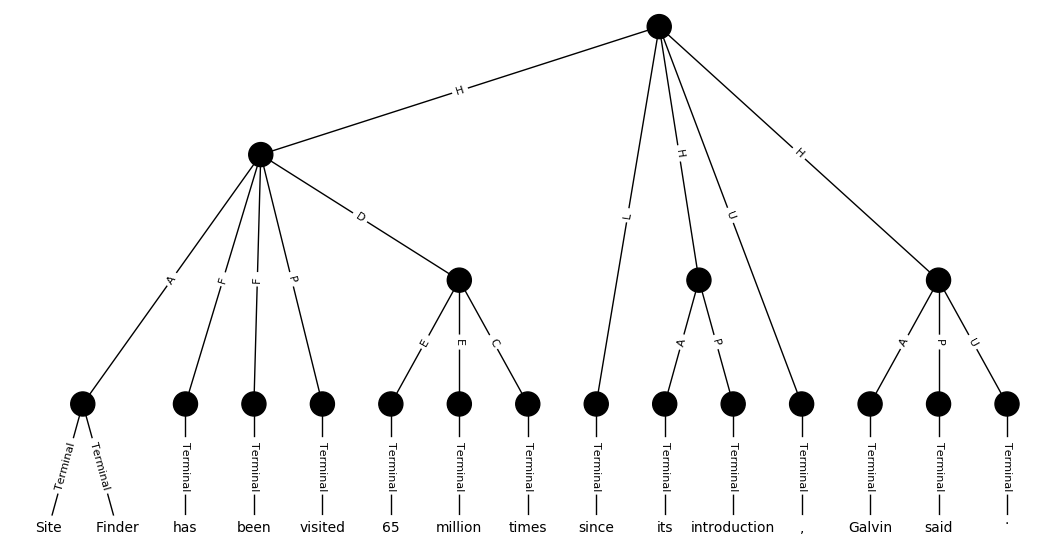 H
H
A
F
F
P
D
L
H
U
H
E
E
C
A
P
A
P
U
Terminal Terminal Terminal Terminal Terminal Terminal Terminal Terminal Terminal Terminal Terminal Terminal Terminal Terminal Terminal
Site Finder has been visited 65 million times since its introduction , Galvin said .